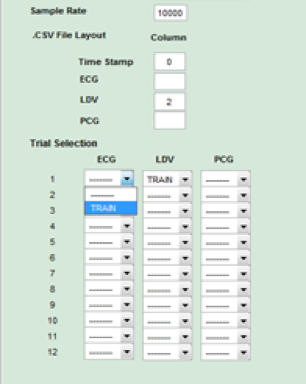 Sample Rate 10000
.CSV File Layout Column
Time Stamp 0
ECG
LDV 2
PCG
Trial Selection
ECG LDV PCG
1 -------- TRAIN --------
2 -------- -------- --------
3 TRAIN -------- --------
4 -------- -------- --------
5 -------- -------- --------
6 -------- -------- --------
7 -------- -------- --------
8 -------- -------- --------
9 -------- -------- --------
10 -------- -------- --------
11 -------- -------- --------
12 -------- -------- --------